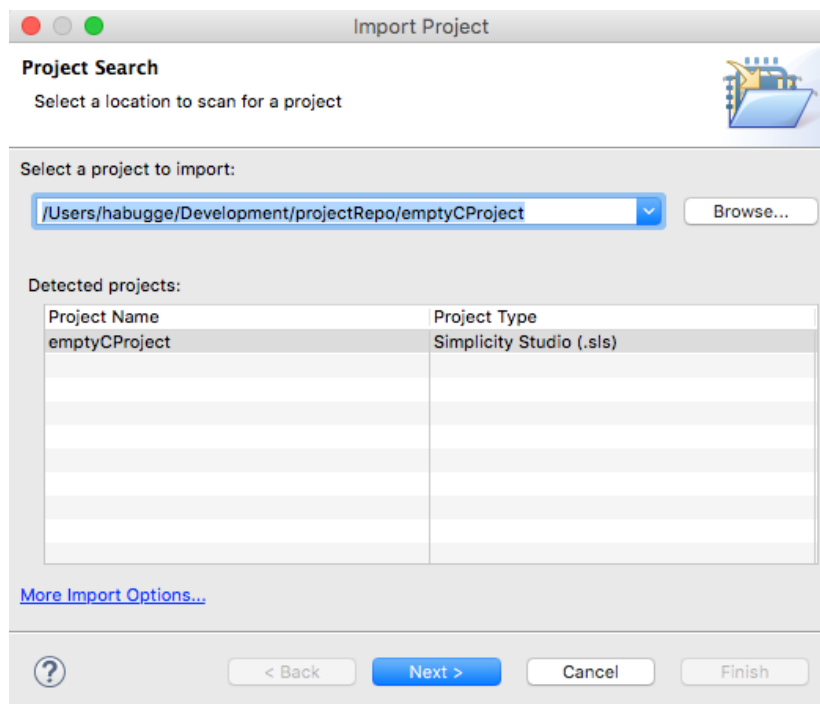 Import Project
Project Search
Select a location to scan for a project
Select a project to import:
/Users/habugge/Development/projectRepo/emptyCProject
Browse...
Detected projects:
Project Name Project Type
emptyCProject Simplicity Studio (.sls)
More Import Options...
? < Back Next > Cancel Finish